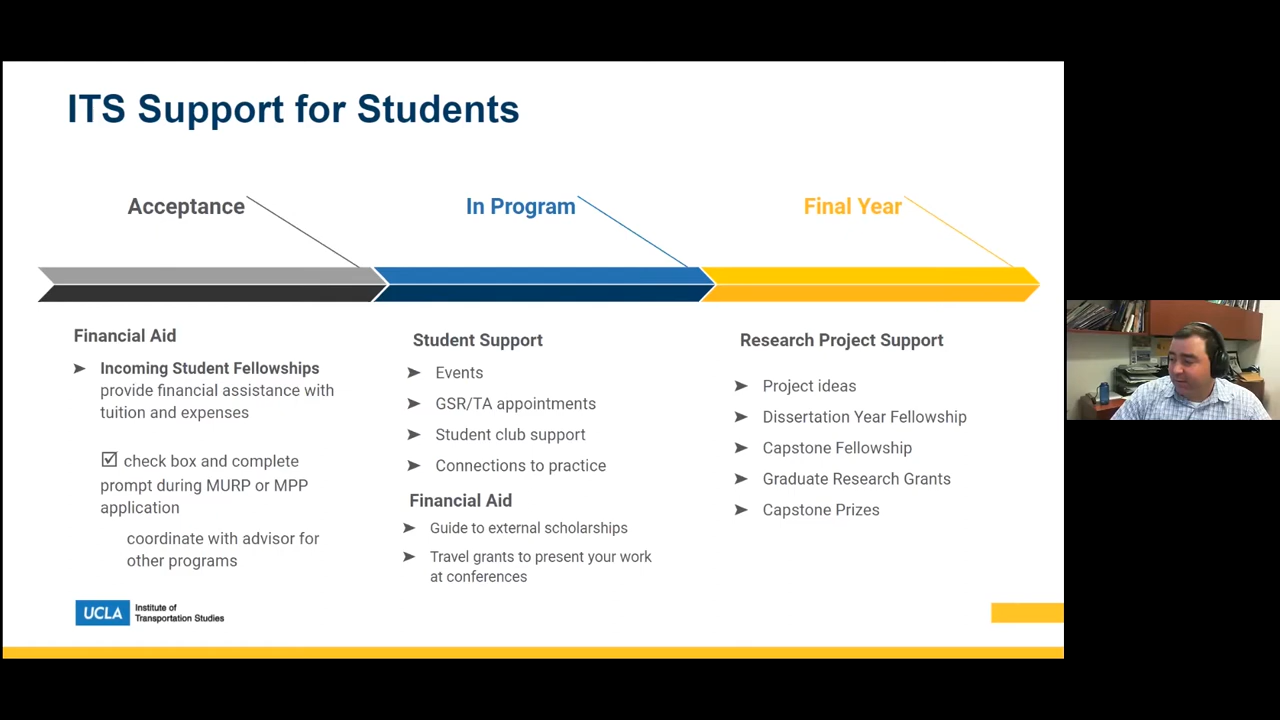 ITS Support for Students
Acceptance
In Program
Final Year
Financial Aid
Incoming Student Fellowships
provide financial assistance with
tuition and expenses
check box and complete
prompt during MURP or MPP
application
coordinate with advisor for
other programs
Student Support
Events
GSR/TA appointments
Student club support
Connections to practice
Financial Aid
Guide to external scholarships
Travel grants to present your work
at conferences
Research Project Support
Project ideas
Dissertation Year Fellowship
Capstone Fellowship
Graduate Research Grants
Capstone Prizes
UCLA
Institute of
Transportation Studies